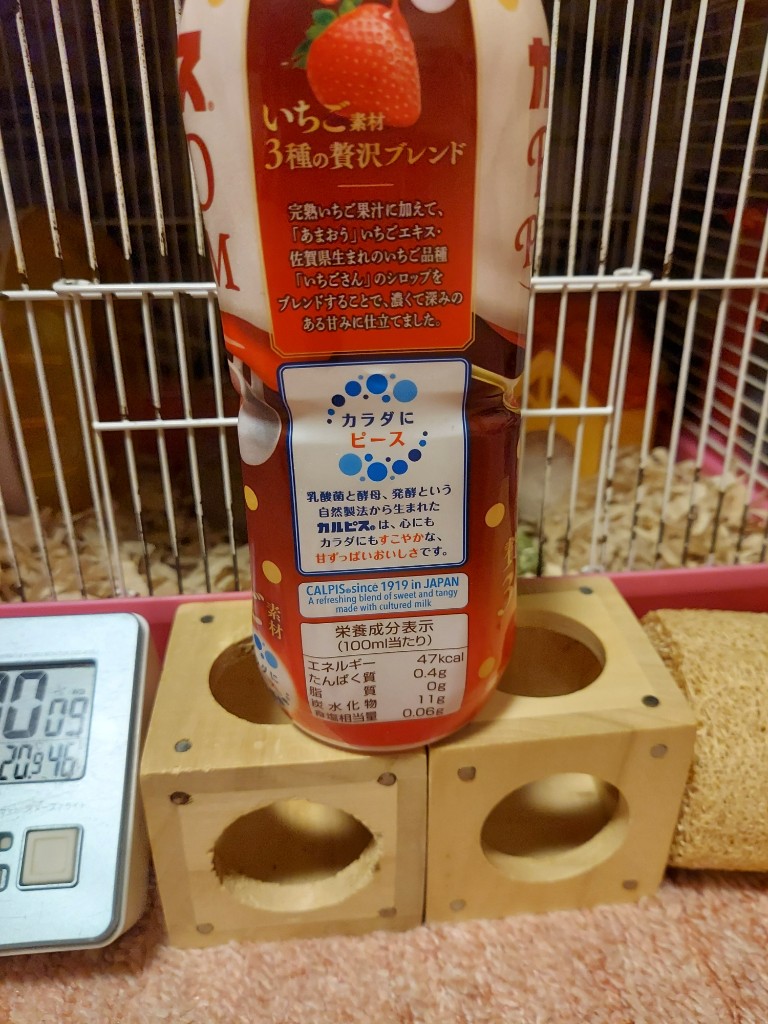 いちご素材
3種の贅沢ブレンド
完熟いちご果汁に加えて、
「あまおう」いちごエキス・
佐賀県生まれのいちご品種
「いちごさん」のシロップを
ブレンドすることで、濃くて深みの
ある甘みに仕立てました。
カラダに
ピース
乳酸菌と酵母、発酵という
自然製法から生まれた
カルピス®は、心にも
カラダにもすこやかな、
甘ずっぱいおいしさです。
CALPIS® since 1919 in JAPAN
A refreshing blend of sweet and tangy
made with cultured milk
栄養成分表示
(100ml当たり)
エネルギー 47kcal
たんぱく質 0.4g
脂質 0g
炭水化物 11g
食塩相当量 0.06g
素材
09
20.9 46